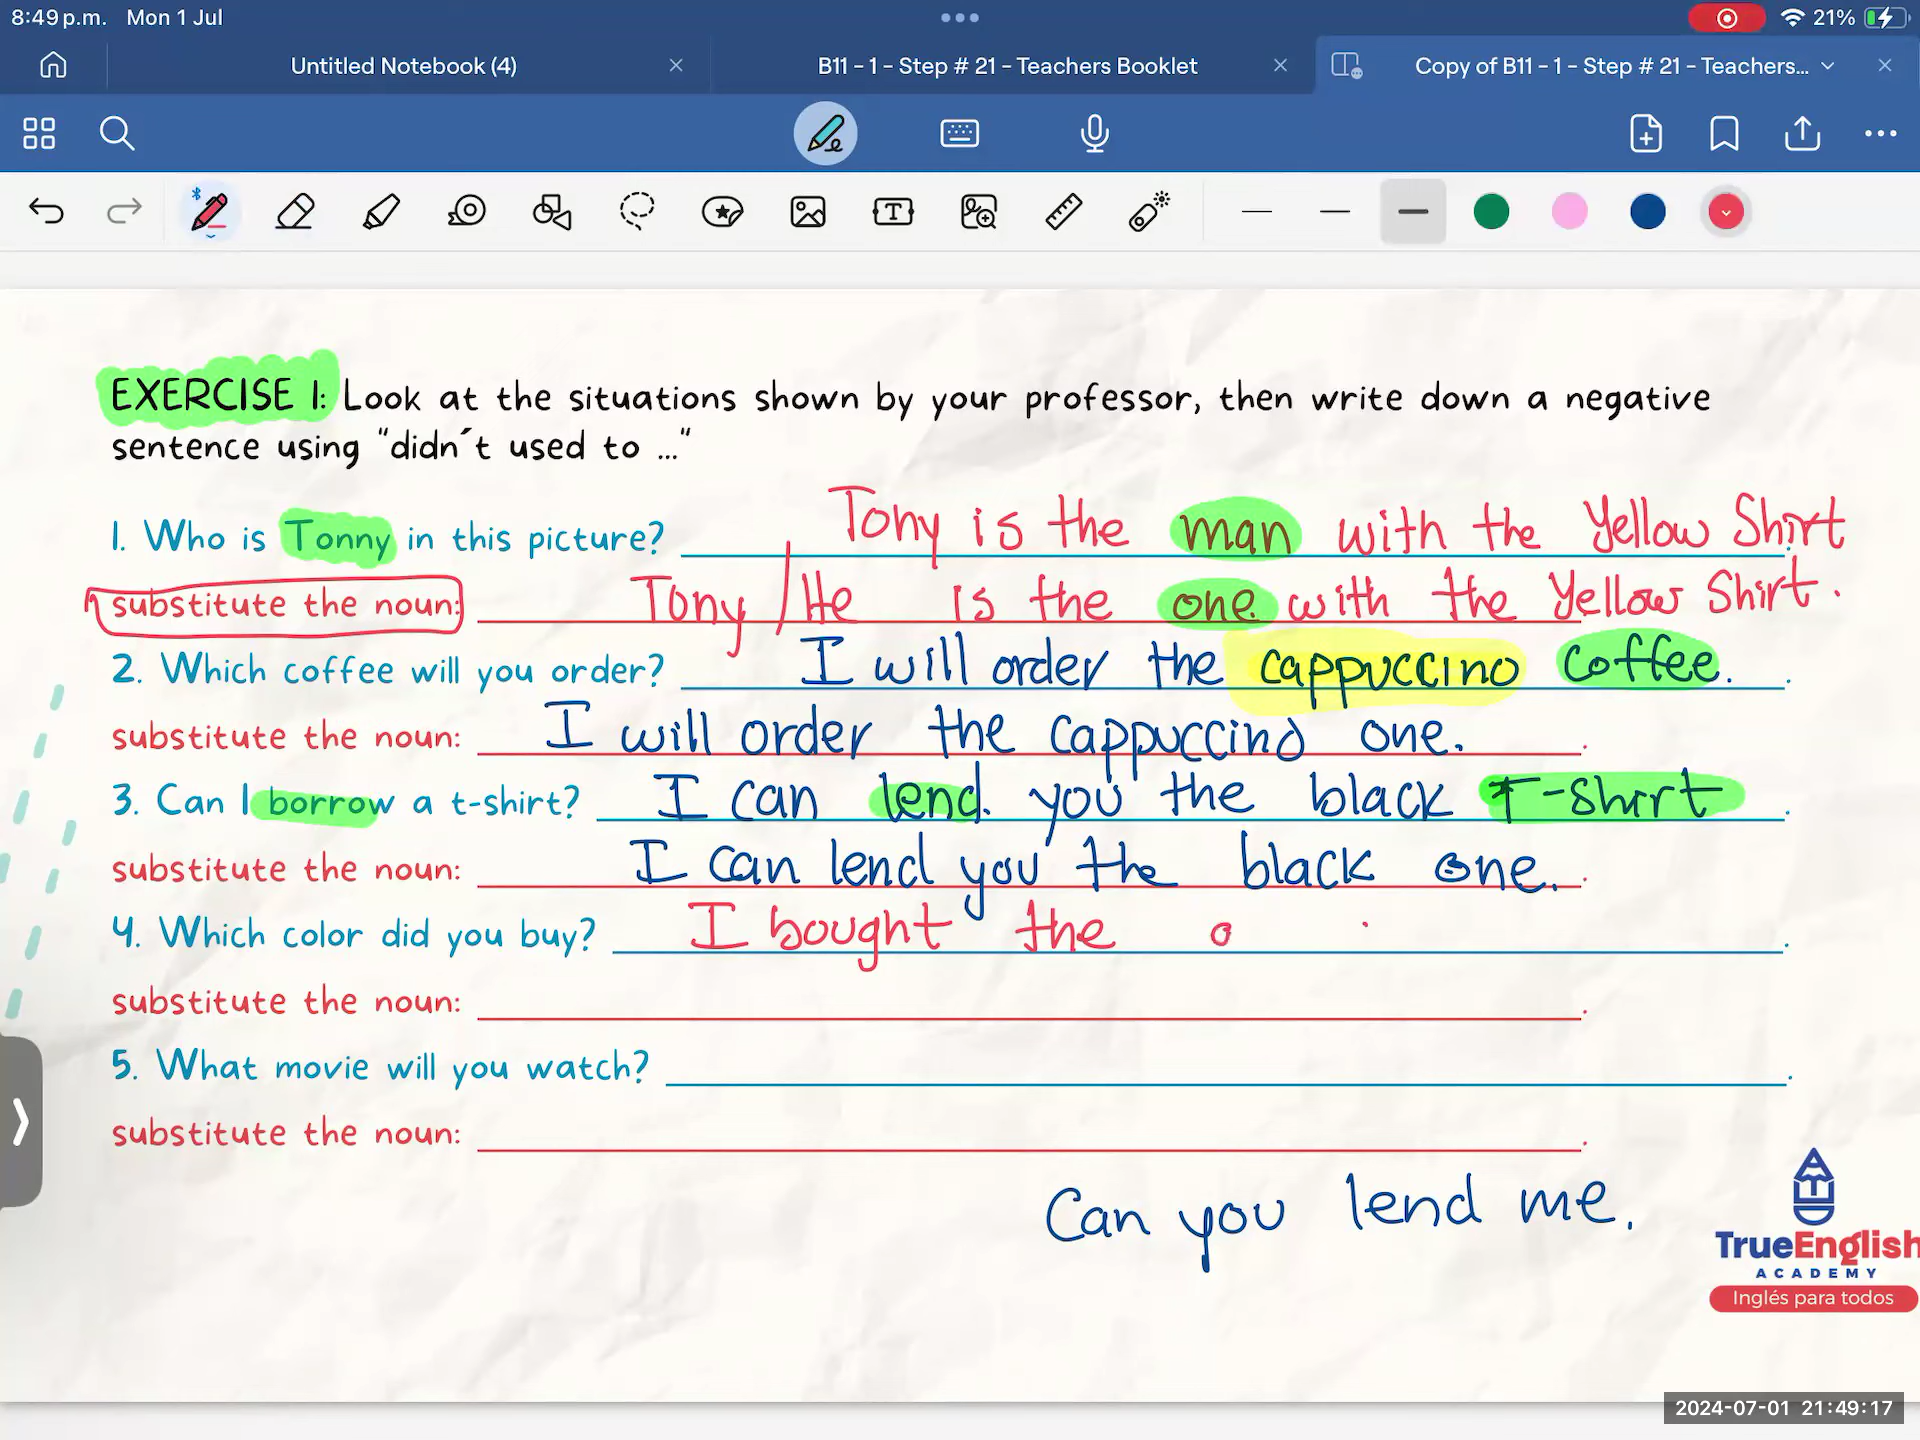 8:49 p.m. Mon 1 Jul
21%
Untitled Notebook (4)
B11 - 1 - Step # 21 - Teachers Booklet
Copy of B11 - 1 - Step # 21 - Teachers...
EXERCISE 1: Look at the situations shown by your professor, then write down a negative
sentence using "didn´t used to ..."
1. Who is Tonny in this picture? Tony is the man with the Yellow Shirt.
substitute the noun: Tony / He is the one with the Yellow Shirt.
2. Which coffee will you order? I will order the cappuccino coffee.
substitute the noun: I will order the cappuccino one.
3. Can I borrow a t-shirt? I can lend you the black T-shirt.
substitute the noun: I can lend you the black one.
4. Which color did you buy? I bought the o
substitute the noun:
5. What movie will you watch?
substitute the noun:
Can you lend me.
TrueEnglish
ACADEMY
Inglés para todos
2024-07-01 21:49:17